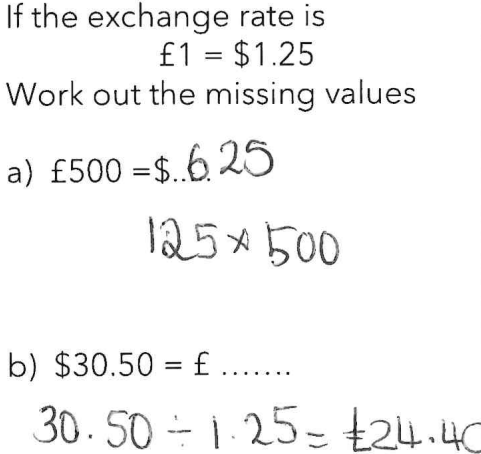 If the exchange rate is
£1 = $1.25
Work out the missing values
a) £500 =$..625
125 × 500
b) $30.50 = £ .......
30.50 ÷ 1.25 = £24.40